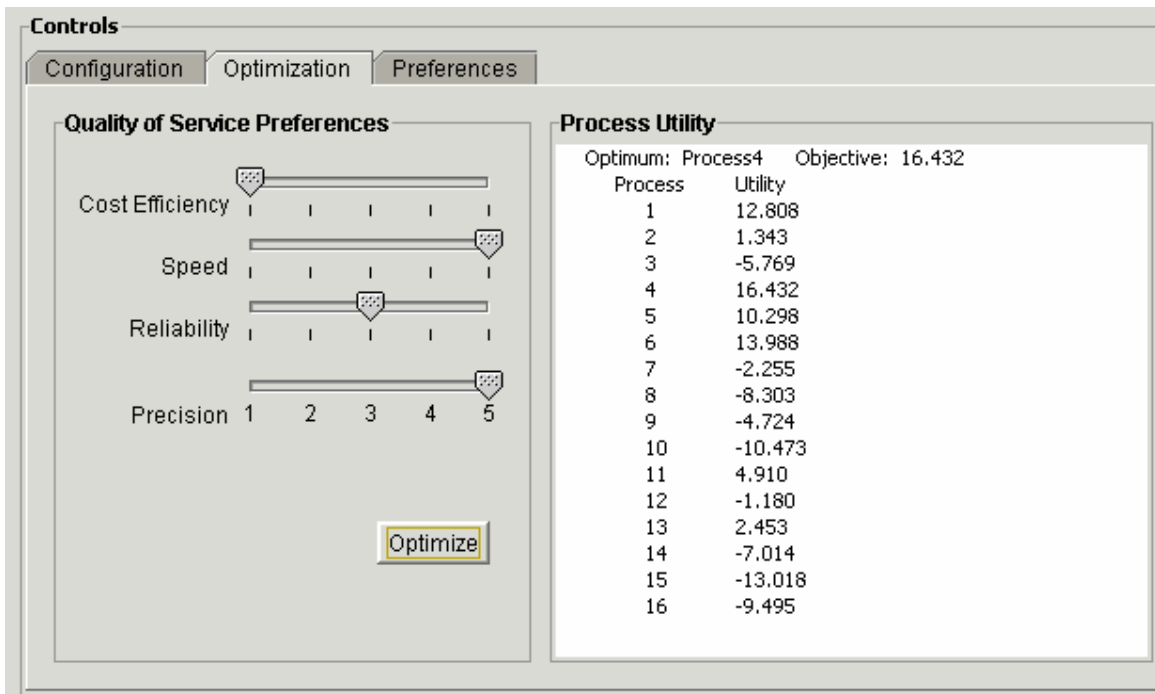 Controls
Configuration Optimization Preferences
Quality of Service Preferences
Cost Efficiency
Speed
Reliability
Precision 1 2 3 4 5
Optimize
Process Utility
Optimum: Process4 Objective: 16.432
Process Utility
1 12.808
2 1.343
3 -5.769
4 16.432
5 10.298
6 13.988
7 -2.255
8 -8.303
9 -4.724
10 -10.473
11 4.910
12 -1.180
13 2.453
14 -7.014
15 -13.018
16 -9.495